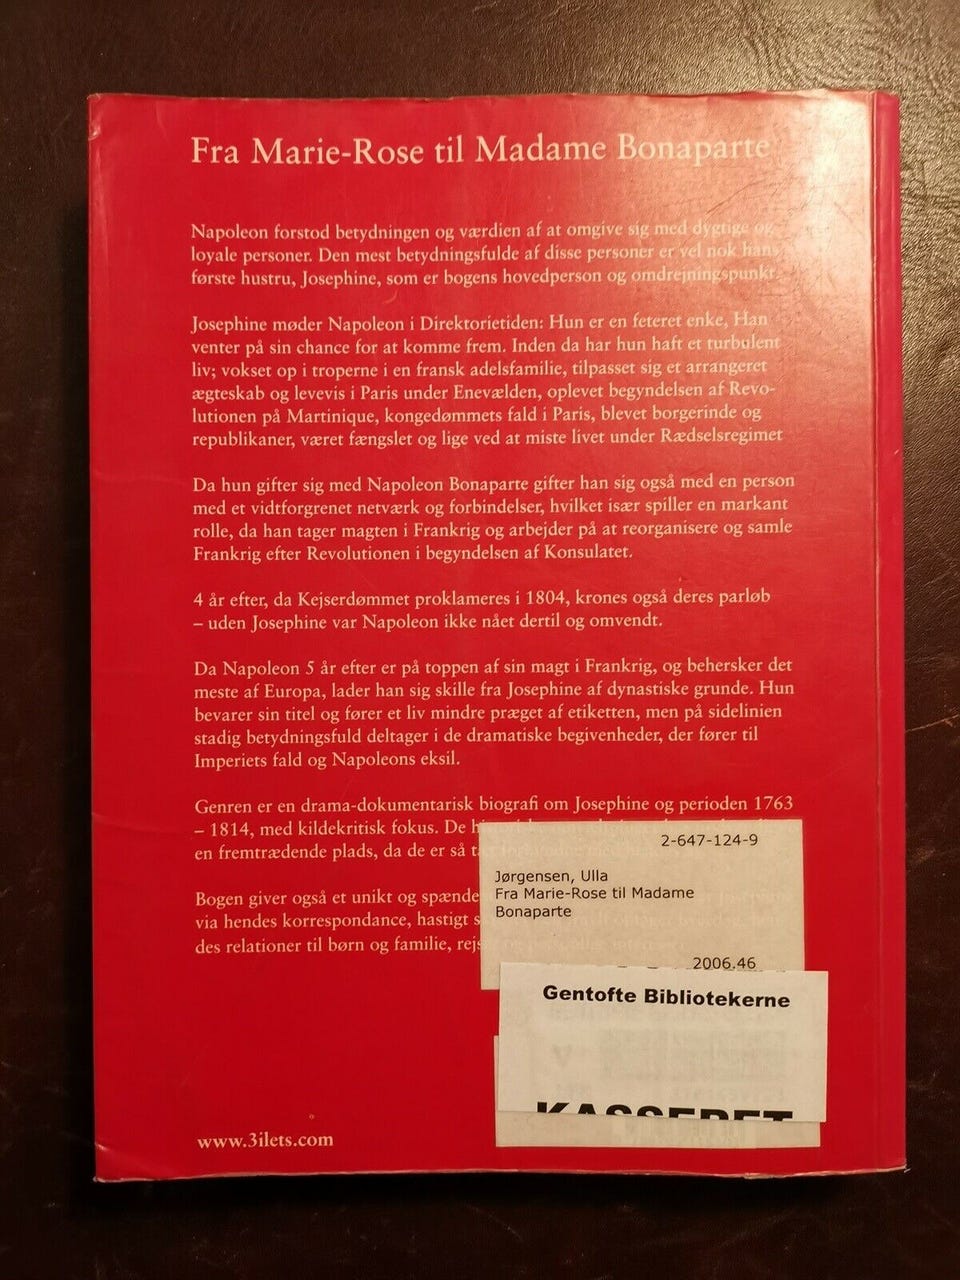 Fra Marie-Rose til Madame Bonaparte
Napoleon forstod betydningen og værdien af at omgive sig med dygtige og
loyale personer. Den mest betydningsfulde af disse personer er vel nok hans
første hustru, Josephine, som er bogens hovedperson og omdrejningspunkt.
Josephine møder Napoleon i Direktorietiden: Hun er en feteret enke, Han
venter på sin chance for at komme frem. Inden da har hun haft et turbulent
liv; vokset op i troperne i en fransk adelsfamilie, tilpasset sig et arrangeret
ægteskab og levevis i Paris under Enevælden, oplevet begyndelsen af Revo-
lutionen på Martinique, kongedømmets fald i Paris, blevet borgerinde og
republikaner, været fængslet og lige ved at miste livet under Rædselsregimet
Da hun gifter sig med Napoleon Bonaparte gifter han sig også med en person
med et vidtforgrenet netværk og forbindelser, hvilket især spiller en markant
rolle, da han tager magten i Frankrig og arbejder på at reorganisere og samle
Frankrig efter Revolutionen i begyndelsen af Konsulatet.
4 år efter, da Kejserdømmet proklameres i 1804, krones også deres parløb
– uden Josephine var Napoleon ikke nået dertil og omvendt.
Da Napoleon 5 år efter er på toppen af sin magt i Frankrig, og behersker det
meste af Europa, lader han sig skille fra Josephine af dynastiske grunde. Hun
bevarer sin titel og fører et liv mindre præget af etiketten, men på sidelinien
stadig betydningsfuld deltager i de dramatiske begivenheder, der fører til
Imperiets fald og Napoleons eksil.
Genren er en drama-dokumentarisk biografi om Josephine og perioden 1763
– 1814, med kildekritisk fokus. De
en fremtrædende plads, da de er så
Bogen giver også et unikt og
via hendes korrespondance, hastigt
des relationer til børn og familie,
2-647-124-9
Jørgensen, Ulla
Fra Marie-Rose til Madame
Bonaparte
2006.46
Gentofte Bibliotekerne
KASSERET
www.3ilets.com